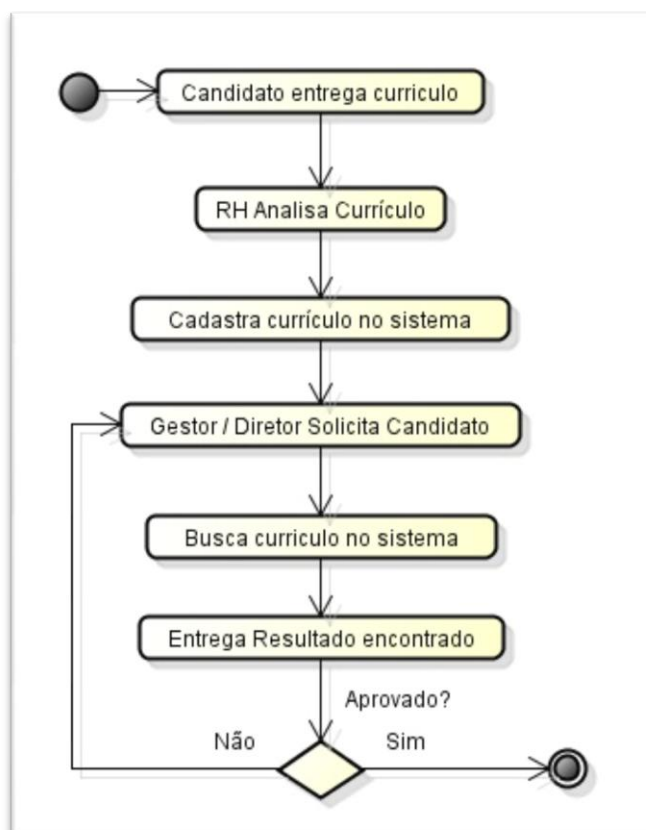 Candidato entrega curriculo
RH Analisa Currículo
Cadastra currículo no sistema
Gestor / Diretor Solicita Candidato
Busca curriculo no sistema
Entrega Resultado encontrado
Aprovado?
Não
Sim